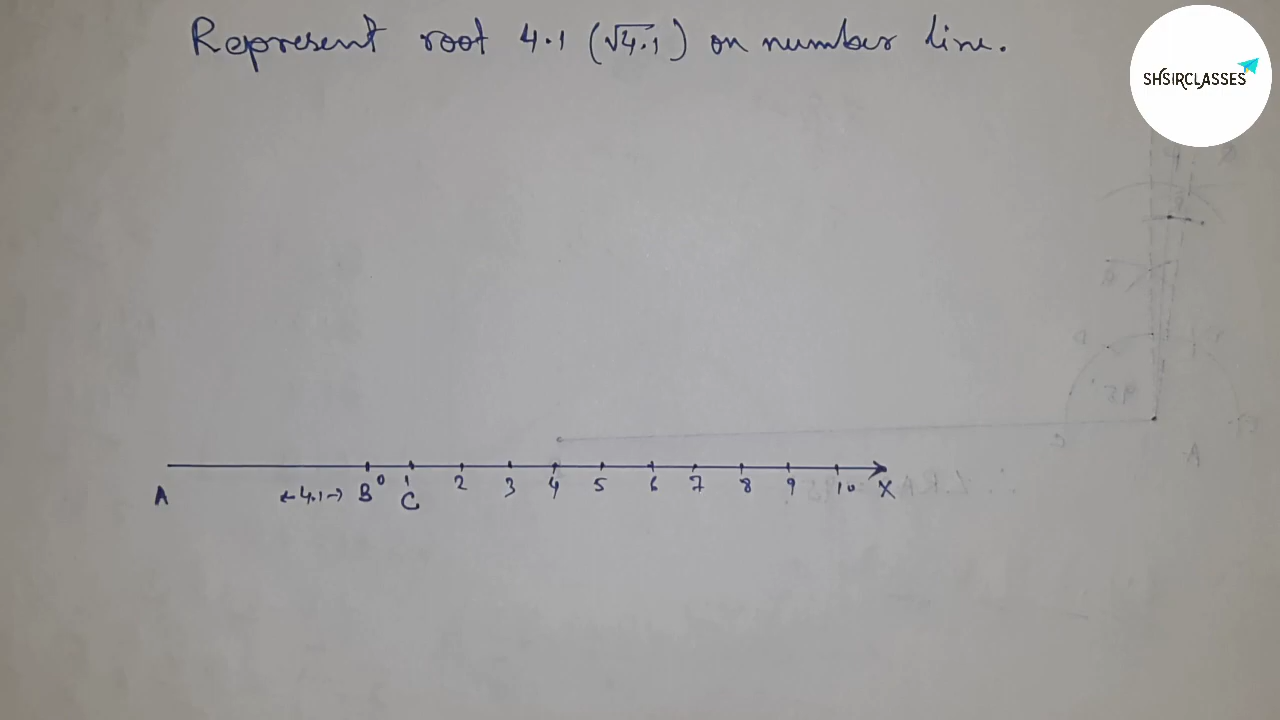 Represent root 4.1 (√4.1) on number line.
SHSIRCLASSES
A ←4.1→ B 0 1 C 2 3 4 5 6 7 8 9 10 X